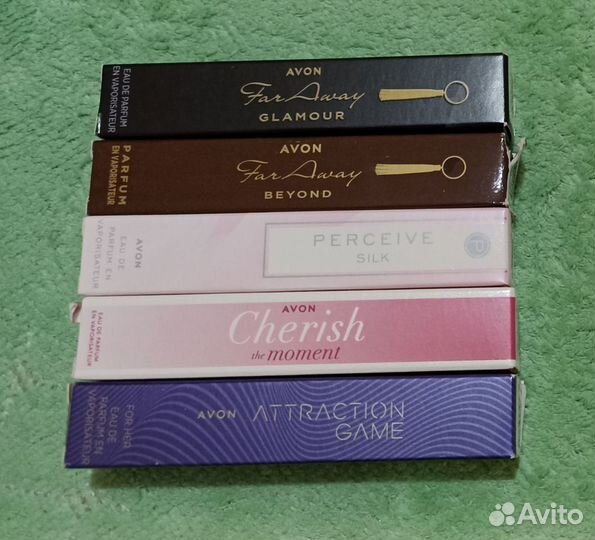 EAU DE PARFUM
EN VAPORISATEUR
AVON
Far Away
GLAMOUR
PARFUM
EN VAPORISATEUR
AVON
Far Away
BEYOND
AVON
EAU DE
PARFUM EN
VAPORISATEUR
PERCEIVE
SILK
P
EAU DE PARFUM
EN VAPORISATEUR
AVON
Cherish
the moment
FOR HER
EAU DE
PARFUM EN
VAPORISATEUR
AVON
ATTRACTION
GAME
Avito